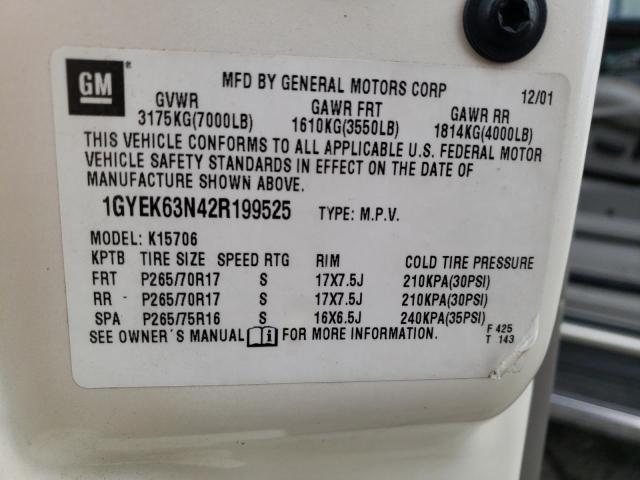 GM ®
MFD BY GENERAL MOTORS CORP 12/01
GVWR GAWR FRT GAWR RR
3175KG(7000LB) 1610KG(3550LB) 1814KG(4000LB)
THIS VEHICLE CONFORMS TO ALL APPLICABLE U.S. FEDERAL MOTOR
VEHICLE SAFETY STANDARDS IN EFFECT ON THE DATE OF
MANUFACTURE SHOWN ABOVE.
1GYEK63N42R199525 TYPE: M.P.V.
MODEL: K15706
KPTB TIRE SIZE SPEED RTG RIM COLD TIRE PRESSURE
FRT P265/70R17 S 17X7.5J 210KPA(30PSI)
RR P265/70R17 S 17X7.5J 210KPA(30PSI)
SPA P265/75R16 S 16X6.5J 240KPA(35PSI)
SEE OWNER´S MANUAL i FOR MORE INFORMATION.
F 425
T 143